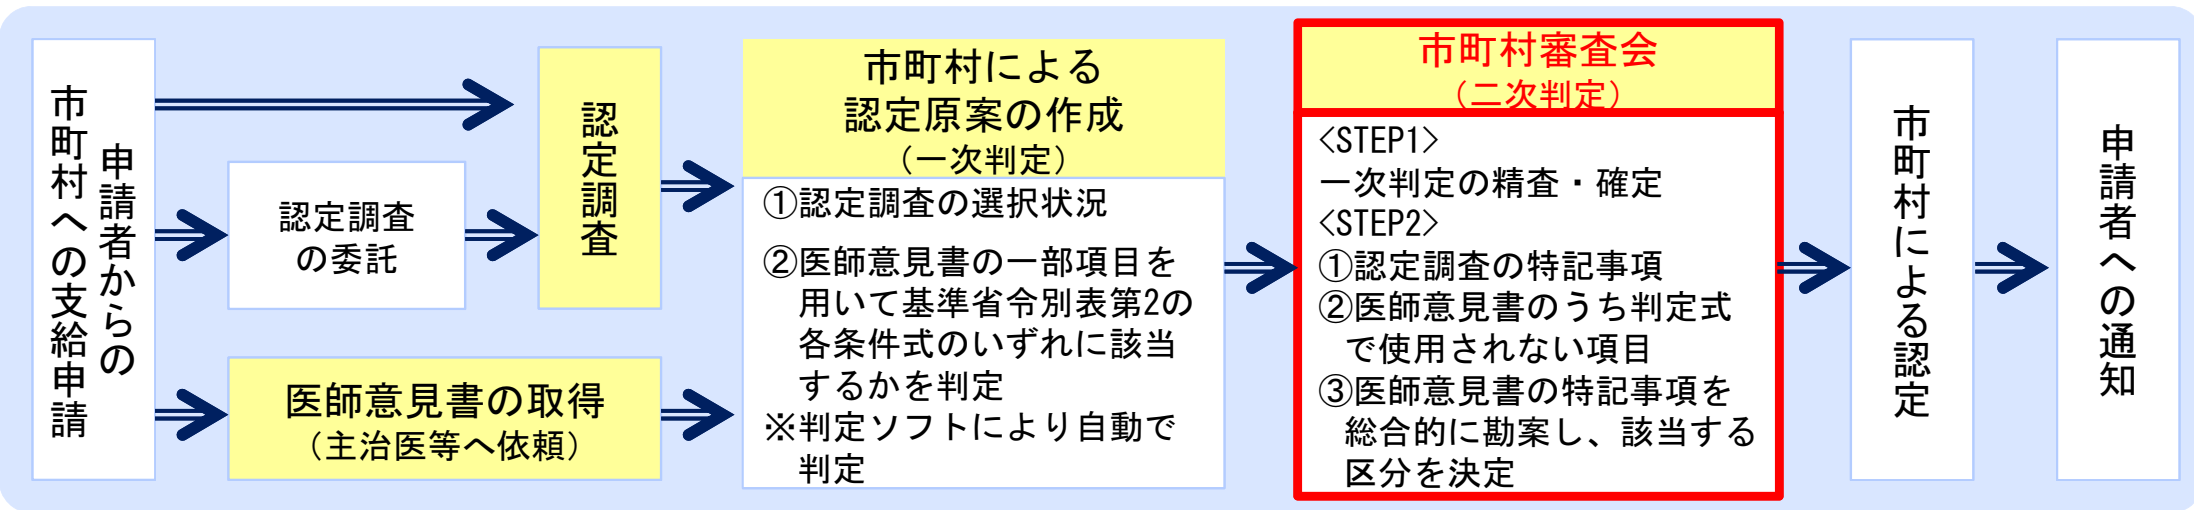 申請者からの
市町村への支給申請
認定調査
の委託
医師意見書の取得
（主治医等へ依頼）
認定調査
市町村による
認定原案の作成
（一次判定）
①認定調査の選択状況
②医師意見書の一部項目を
用いて基準省令別表第2の
各条件式のいずれに該当
するかを判定
※判定ソフトにより自動で
判定
市町村審査会
（二次判定）
<STEP1>
一次判定の精査・確定
<STEP2>
①認定調査の特記事項
②医師意見書のうち判定式
で使用されない項目
③医師意見書の特記事項を
総合的に勘案し、該当する
区分を決定
市町村による認定
申請者への通知